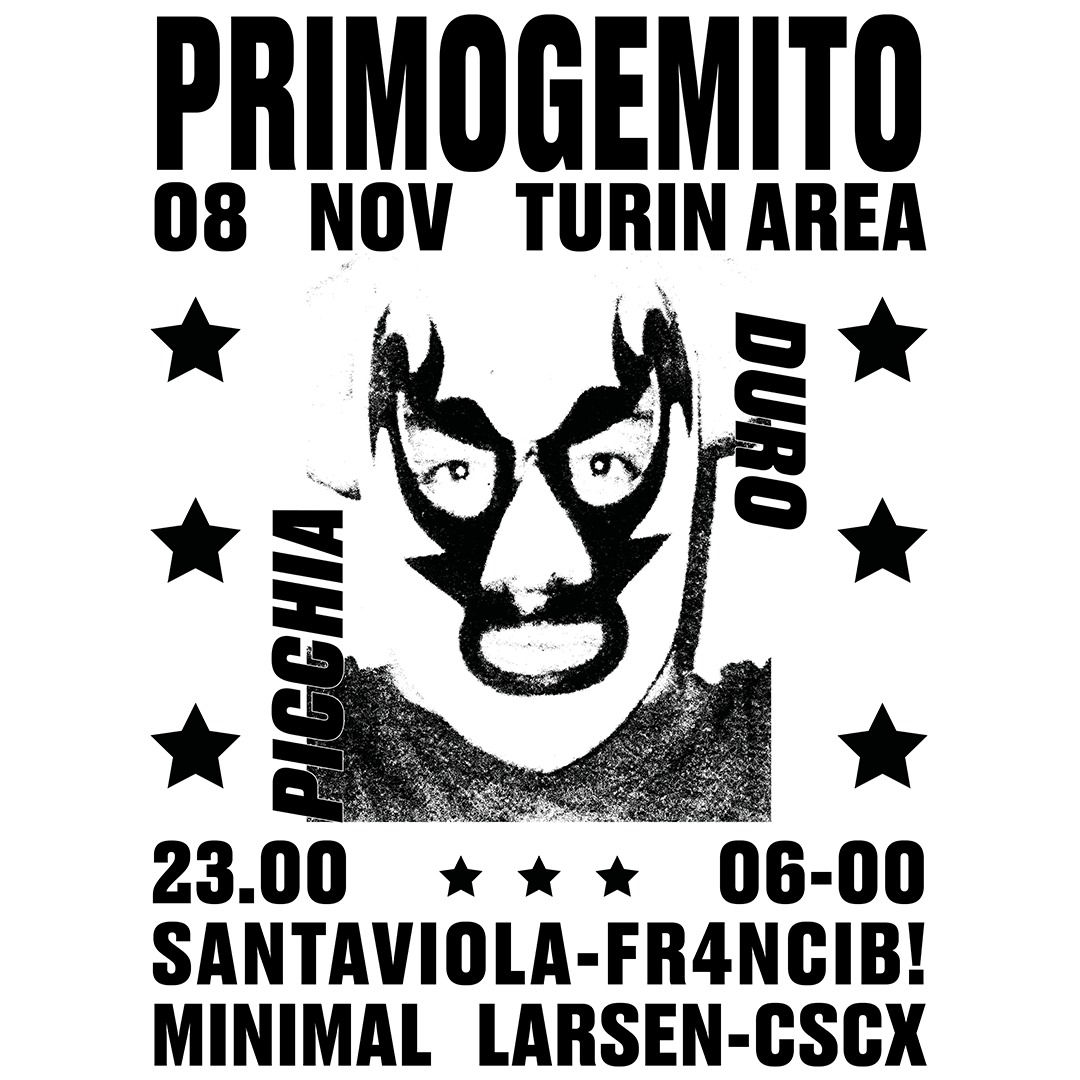 PRIMOGEMITO
08 NOV TURIN AREA
DURO
PICCHIA
23.00 06-00
SANTAVIOLA-FR4NCIB!
MINIMAL LARSEN-CSCX